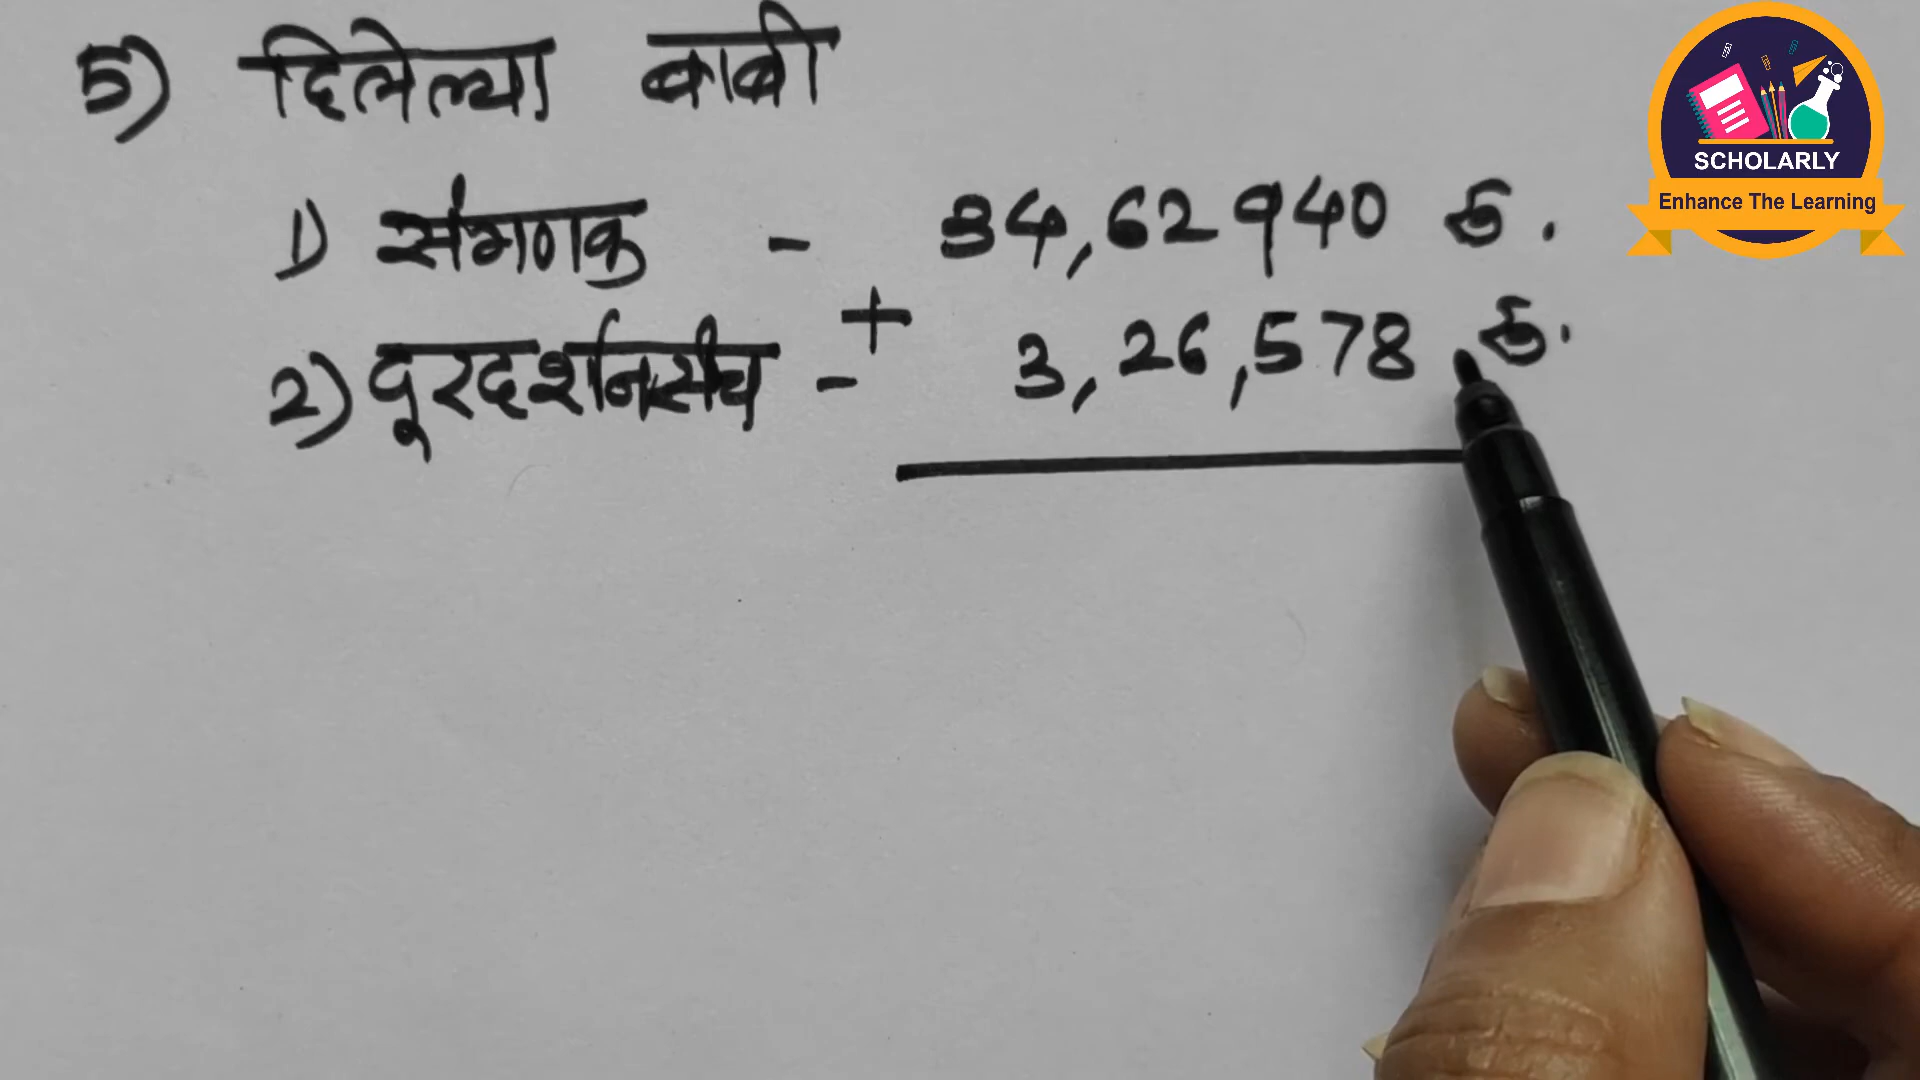 5) दिलेल्या बाबी
1) संगणक - 34,62940 रु.
+
2) दूरदर्शनसंच - 3,26,578 रु.
SCHOLARLY
Enhance The Learning